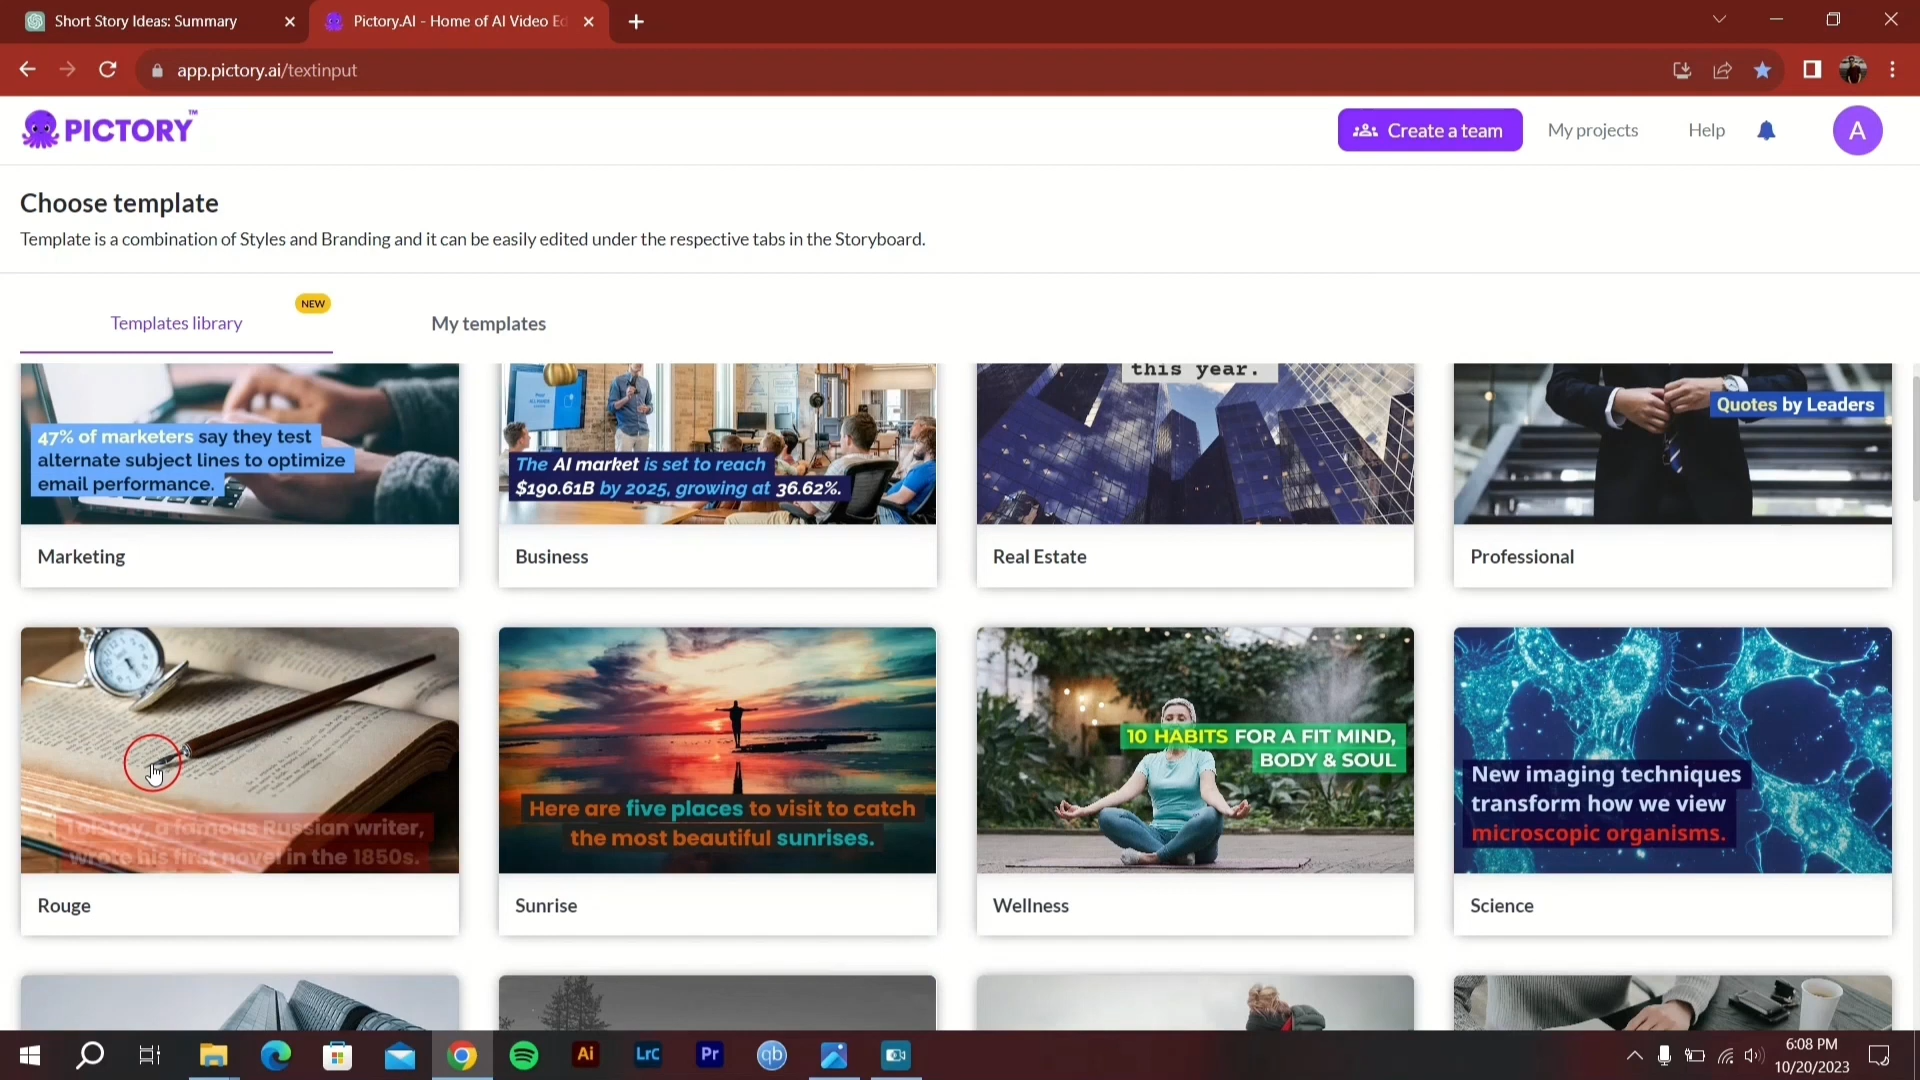 Short Story Ideas: Summary
Pictory.AI - Home of AI Video Ed
app.pictory.ai/textinput
PICTORY™
Create a team
My projects
Help
A
Choose template
Template is a combination of Styles and Branding and it can be easily edited under the respective tabs in the Storyboard.
Templates library
NEW
My templates
47% of marketers say they test
alternate subject lines to optimize
email performance.
The AI market is set to reach
$190.61B by 2025, growing at 36.62%.
this year.
Quotes by Leaders
Marketing
Business
Real Estate
Professional
Tolstoy, a famous Russian writer,
wrote his first novel in the 1850s.
Here are five places to visit to catch
the most beautiful sunrises.
10 HABITS FOR A FIT MIND,
BODY & SOUL
New imaging techniques
transform how we view
microscopic organisms.
Rouge
Sunrise
Wellness
Science
Ai
LrC
Pr
qb
6:08 PM
10/20/2023